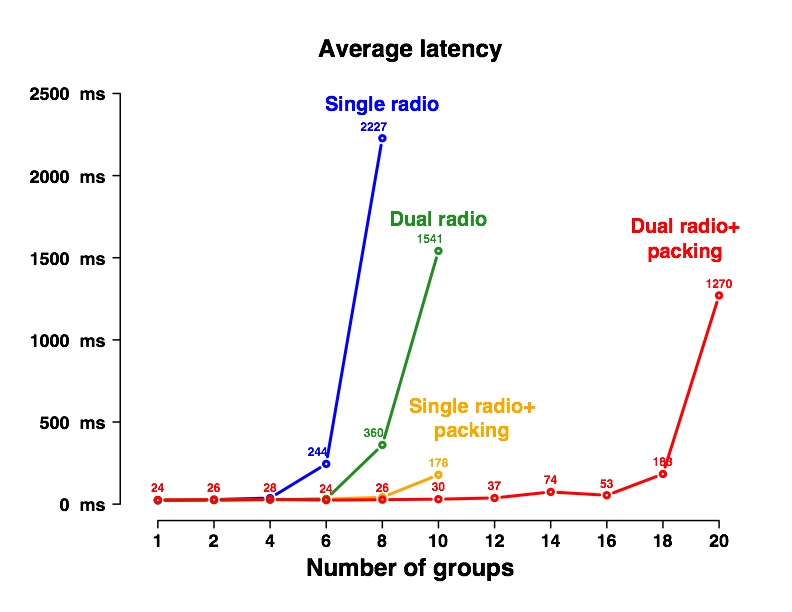 Average latency
2500 ms
2000 ms
1500 ms
1000 ms
500 ms
0 ms
Single radio
2227
Dual radio
1541
Dual radio+
packing
1270
Single radio+
packing
178
244
360
24
26
28
24
26
30
37
74
53
183
1
2
4
6
8
10
12
14
16
18
20
Number of groups